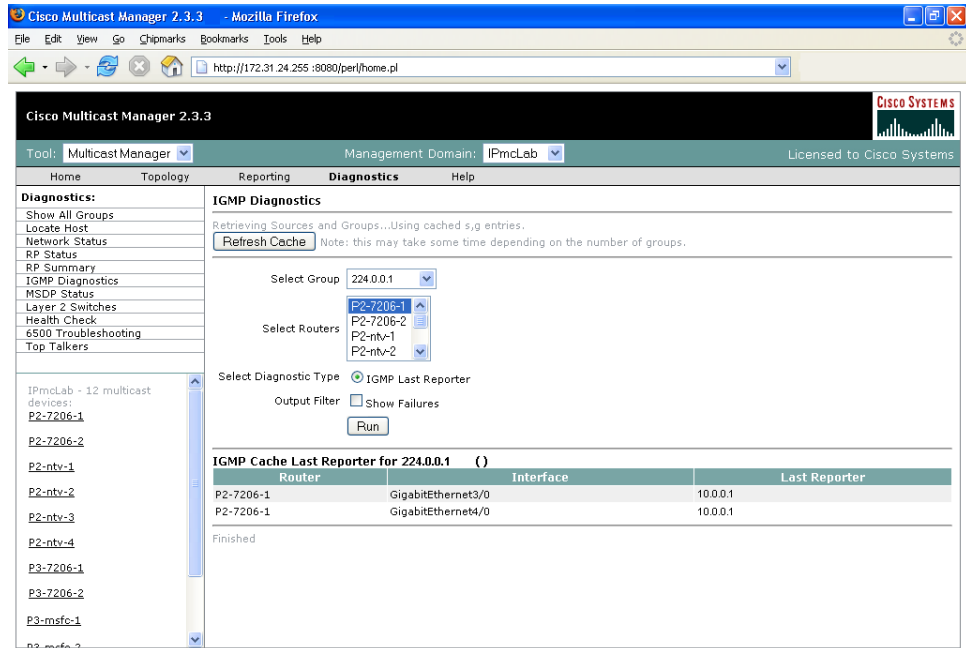 Cisco Multicast Manager 2.3.3 - Mozilla Firefox
File Edit View Go Chipmarks Bookmarks Tools Help
http://172.31.24.255 :8080/perl/home.pl
Cisco Multicast Manager 2.3.3
CISCO SYSTEMS
Tool: Multicast Manager Management Domain: IPmcLab Licensed to Cisco Systems
Home Topology Reporting Diagnostics Help
Diagnostics:
Show All Groups
Locate Host
Network Status
RP Status
RP Summary
IGMP Diagnostics
MSDP Status
Layer 2 Switches
Health Check
6500 Troubleshooting
Top Talkers
IPmcLab - 12 multicast
devices:
P2-7206-1
P2-7206-2
P2-ntv-1
P2-ntv-2
P2-ntv-3
P2-ntv-4
P3-7206-1
P3-7206-2
P3-msfc-1
P3-msfc-2
IGMP Diagnostics
Retrieving Sources and Groups...Using cached s,g entries.
Refresh Cache Note: this may take some time depending on the number of groups.
Select Group 224.0.0.1
Select Routers
P2-7206-1
P2-7206-2
P2-ntv-1
P2-ntv-2
Select Diagnostic Type IGMP Last Reporter
Output Filter Show Failures
Run
IGMP Cache Last Reporter for 224.0.0.1 ()
Router Interface Last Reporter
P2-7206-1 GigabitEthernet3/0 10.0.0.1
P2-7206-1 GigabitEthernet4/0 10.0.0.1
Finished